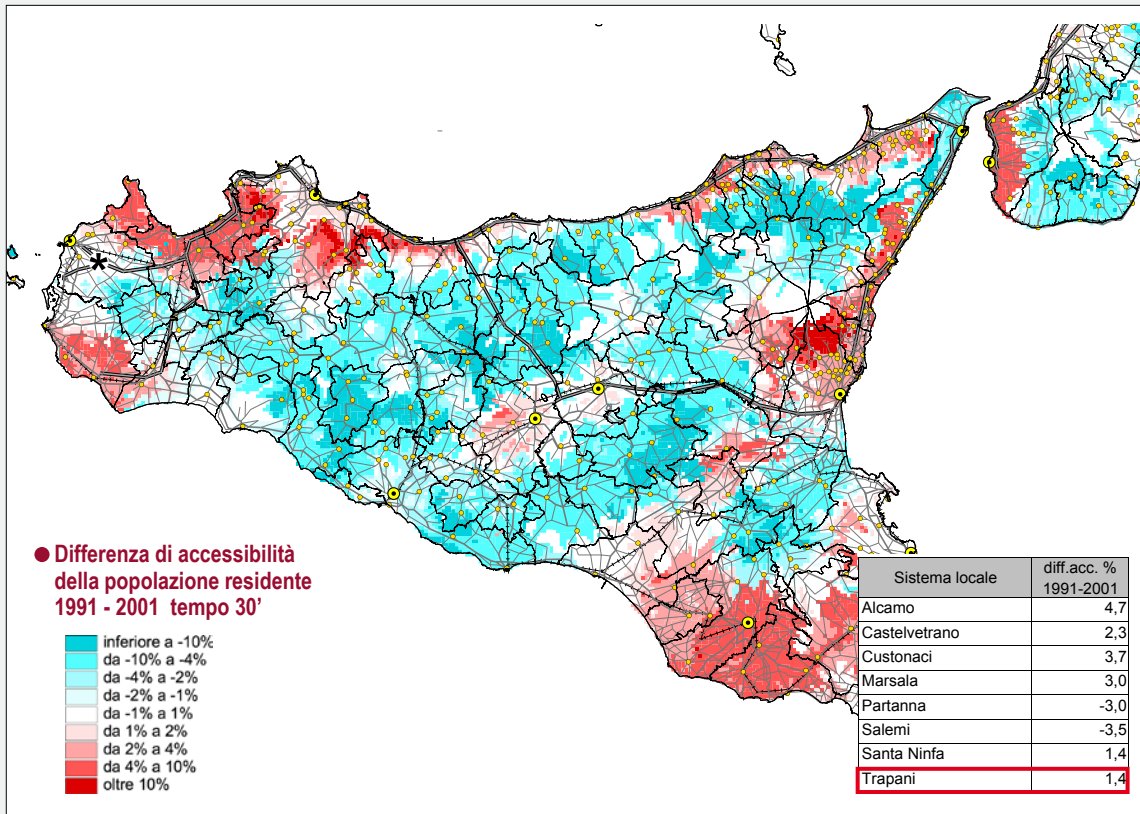 ● Differenza di accessibilità
della popolazione residente
1991 - 2001 tempo 30'
inferiore a -10%
da -10% a -4%
da -4% a -2%
da -2% a -1%
da -1% a 1%
da 1% a 2%
da 2% a 4%
da 4% a 10%
oltre 10%
Sistema locale diff.acc. %
1991-2001
Alcamo 4,7
Castelvetrano 2,3
Custonaci 3,7
Marsala 3,0
Partanna -3,0
Salemi -3,5
Santa Ninfa 1,4
Trapani 1,4